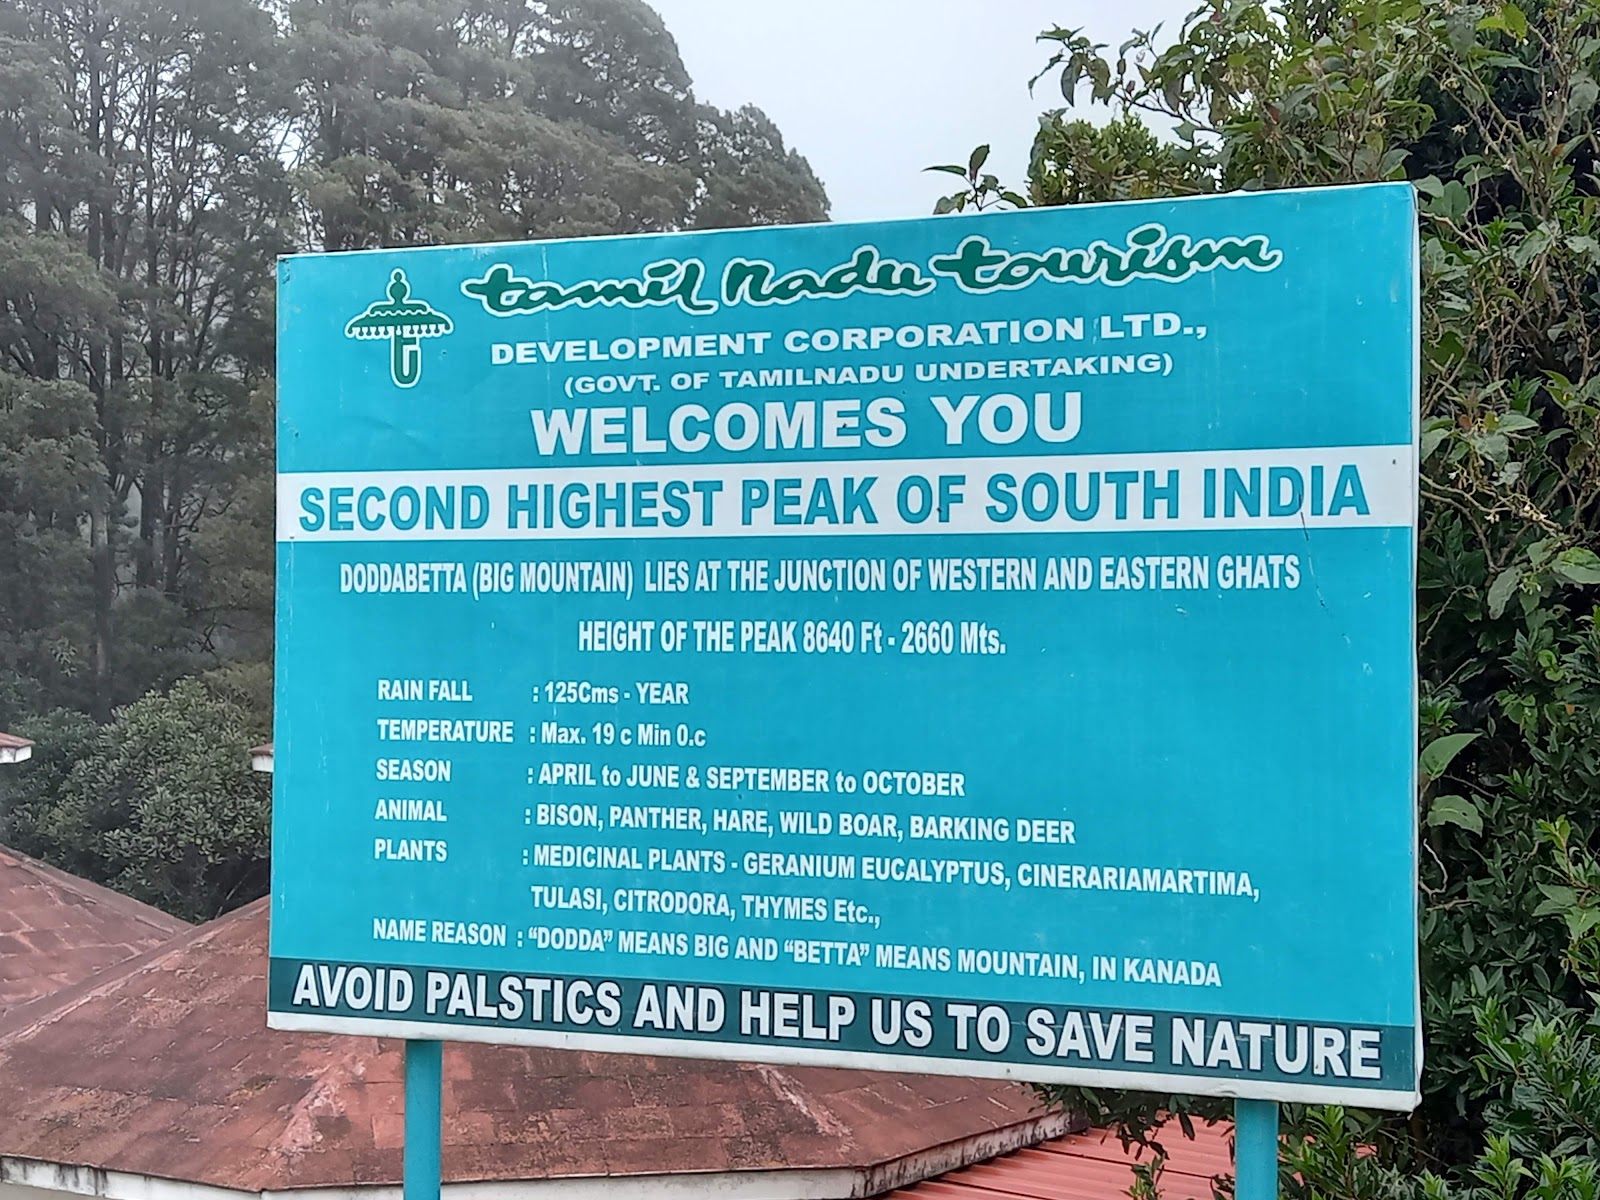 tamil nadu tourism
DEVELOPMENT CORPORATION LTD.,
(GOVT. OF TAMILNADU UNDERTAKING)
WELCOMES YOU
SECOND HIGHEST PEAK OF SOUTH INDIA
DODDABETTA (BIG MOUNTAIN) LIES AT THE JUNCTION OF WESTERN AND EASTERN GHATS
HEIGHT OF THE PEAK 8640 Ft - 2660 Mts.
RAIN FALL : 125Cms - YEAR
TEMPERATURE : Max. 19 c Min 0.c
SEASON : APRIL to JUNE & SEPTEMBER to OCTOBER
ANIMAL : BISON, PANTHER, HARE, WILD BOAR, BARKING DEER
PLANTS : MEDICINAL PLANTS - GERANIUM EUCALYPTUS, CINERARIAMARTIMA,
TULASI, CITRODORA, THYMES Etc.,
NAME REASON : “DODDA” MEANS BIG AND “BETTA” MEANS MOUNTAIN, IN KANADA
AVOID PALSTICS AND HELP US TO SAVE NATURE